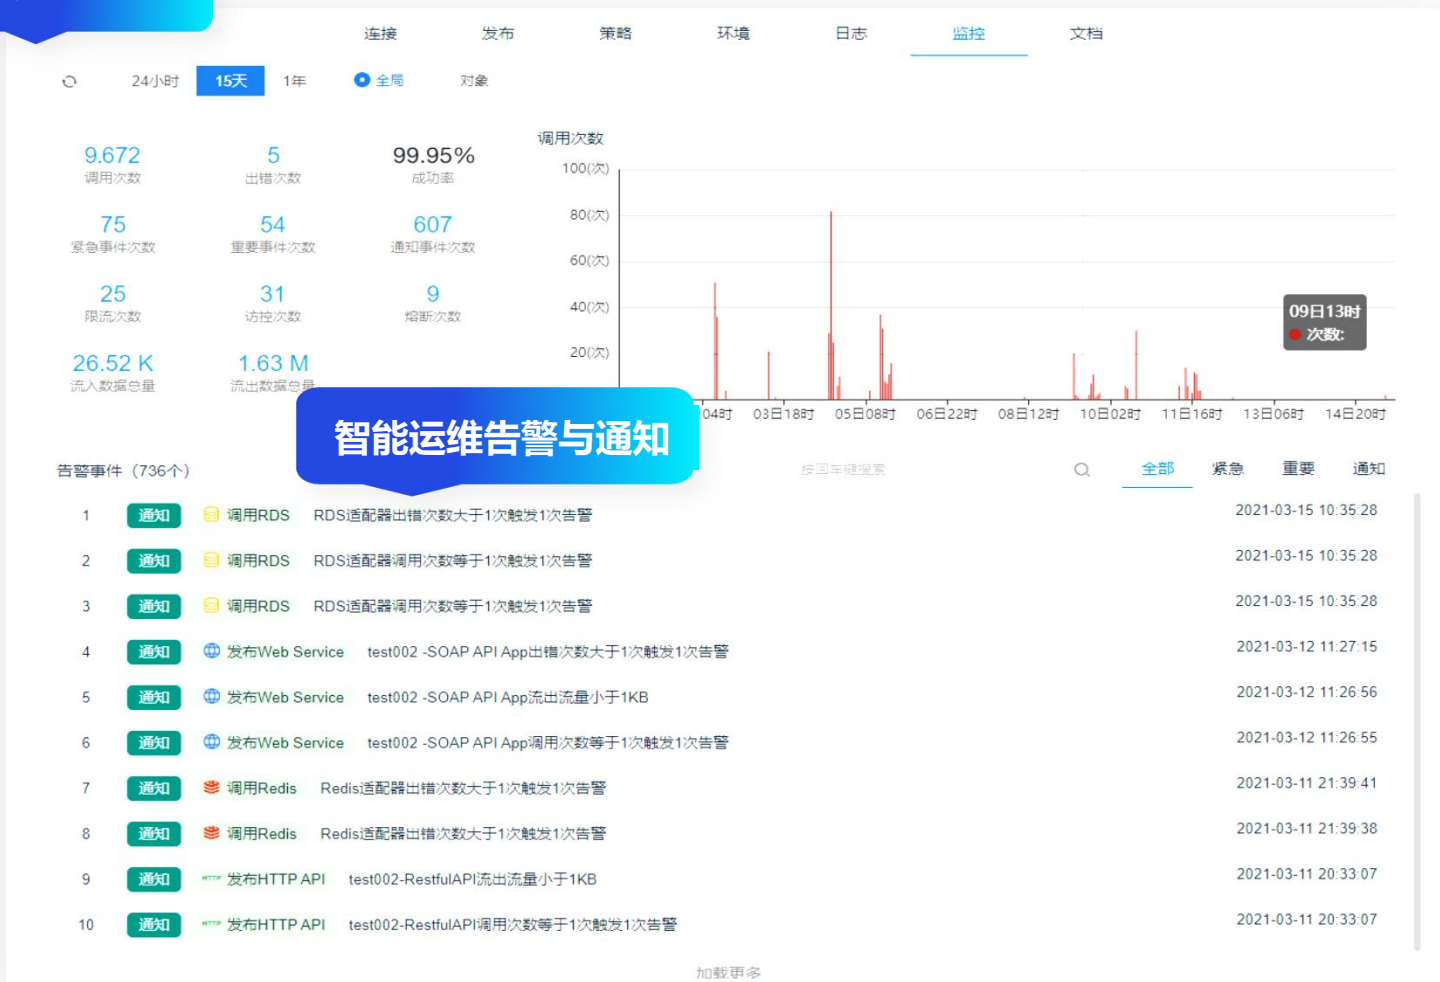 连接 发布 策略 环境 日志 监控 文档
24小时 15天 1年 全局 对象
调用次数
9.672 5 99.95%
调用次数 出错次数 成功率
75 54 607
紧急事件次数 重要事件次数 通知事件次数
25 31 9
限流次数 访控次数 熔断次数
26.52 K 1.63 M
流入数据总量 流出数据总量
100(次)
80(次)
60(次)
40(次)
20(次)
09日13时
次数:
04时 03日18时 05日08时 06日22时 08日12时 10日02时 11日16时 13日06时 14日20时
智能运维告警与通知
告警事件（736个） 按回车键搜索 全部 紧急 重要 通知
1 通知 调用RDS RDS适配器出错次数大于1次触发1次告警 2021-03-15 10:35:28
2 通知 调用RDS RDS适配器调用次数等于1次触发1次告警 2021-03-15 10:35:28
3 通知 调用RDS RDS适配器调用次数等于1次触发1次告警 2021-03-15 10:35:28
4 通知 发布Web Service test002 -SOAP API App出错次数大于1次触发1次告警 2021-03-12 11:27:15
5 通知 发布Web Service test002 -SOAP API App流出流量小于1KB 2021-03-12 11:26:56
6 通知 发布Web Service test002 -SOAP API App调用次数等于1次触发1次告警 2021-03-12 11:26:55
7 通知 调用Redis Redis适配器出错次数大于1次触发1次告警 2021-03-11 21:39:41
8 通知 调用Redis Redis适配器出错次数大于1次触发1次告警 2021-03-11 21:39:38
9 通知 HTTP 发布HTTP API test002-RestfulAPI流出流量小于1KB 2021-03-11 20:33:07
10 通知 HTTP 发布HTTP API test002-RestfulAPI调用次数等于1次触发1次告警 2021-03-11 20:33:07
加载更多